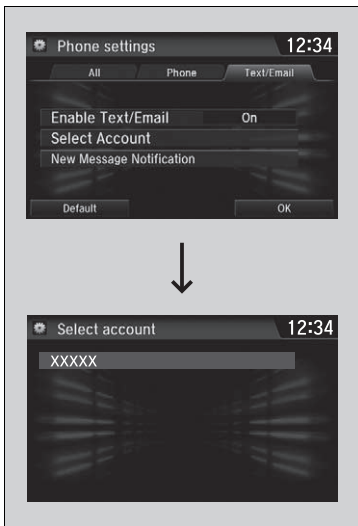 Phone settings 12:34
All Phone Text/Email
Enable Text/Email On
Select Account
New Message Notification
Default OK
Select account 12:34
XXXXX